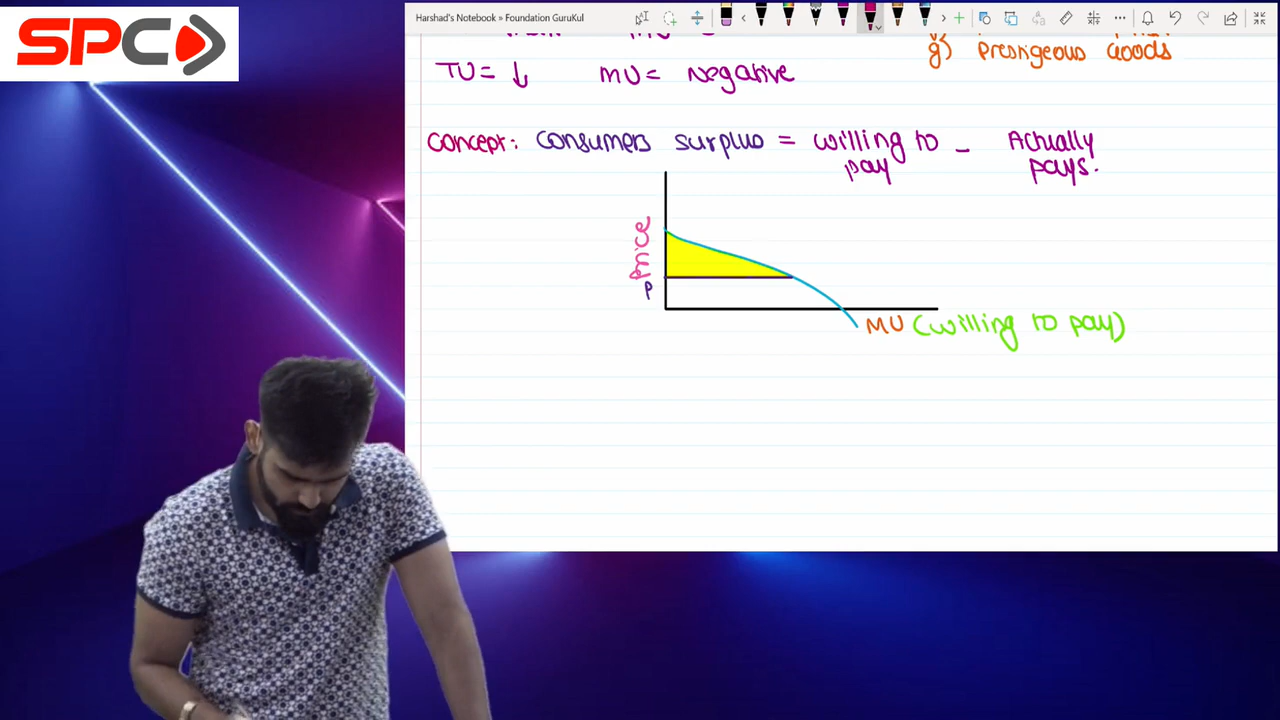 SPC
Harshad's Notebook » Foundation GuruKul
g) Prestigeous Goods
TU = ↓ MU = Negative
Concept: Consumers surplus = willing to pay - Actually pays.
Price
P
MU (willing to pay)